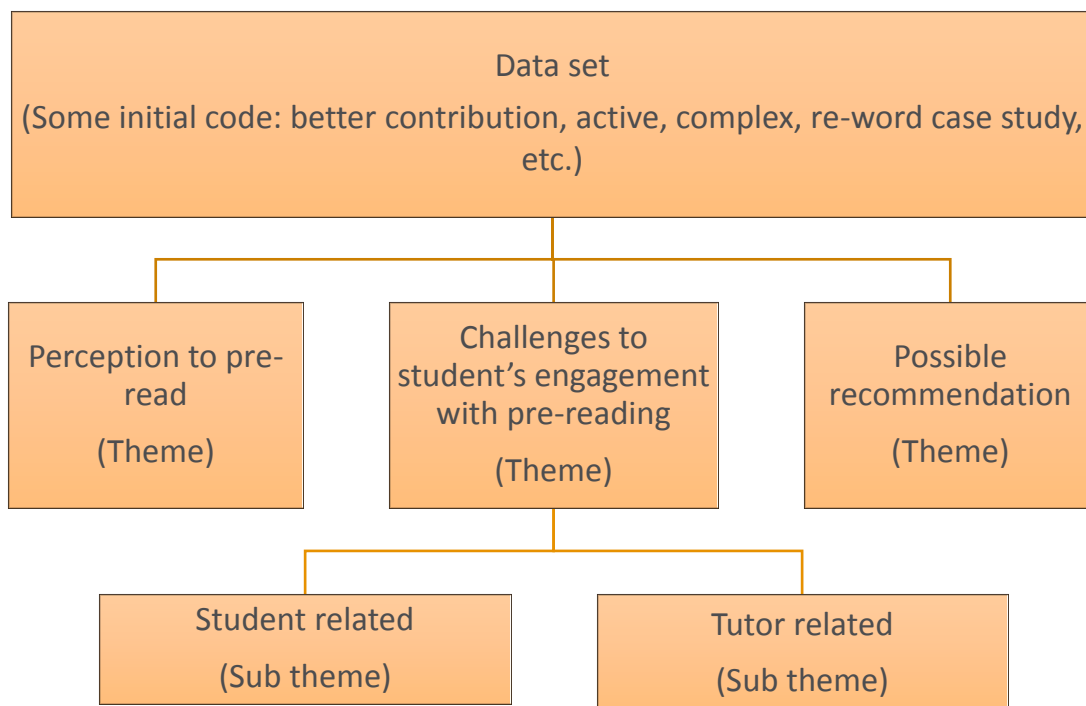 Data set
(Some initial code: better contribution, active, complex, re-word case study,
etc.)
Perception to pre-
read
(Theme)
Challenges to
student’s engagement
with pre-reading
(Theme)
Possible
recommendation
(Theme)
Student related
(Sub theme)
Tutor related
(Sub theme)